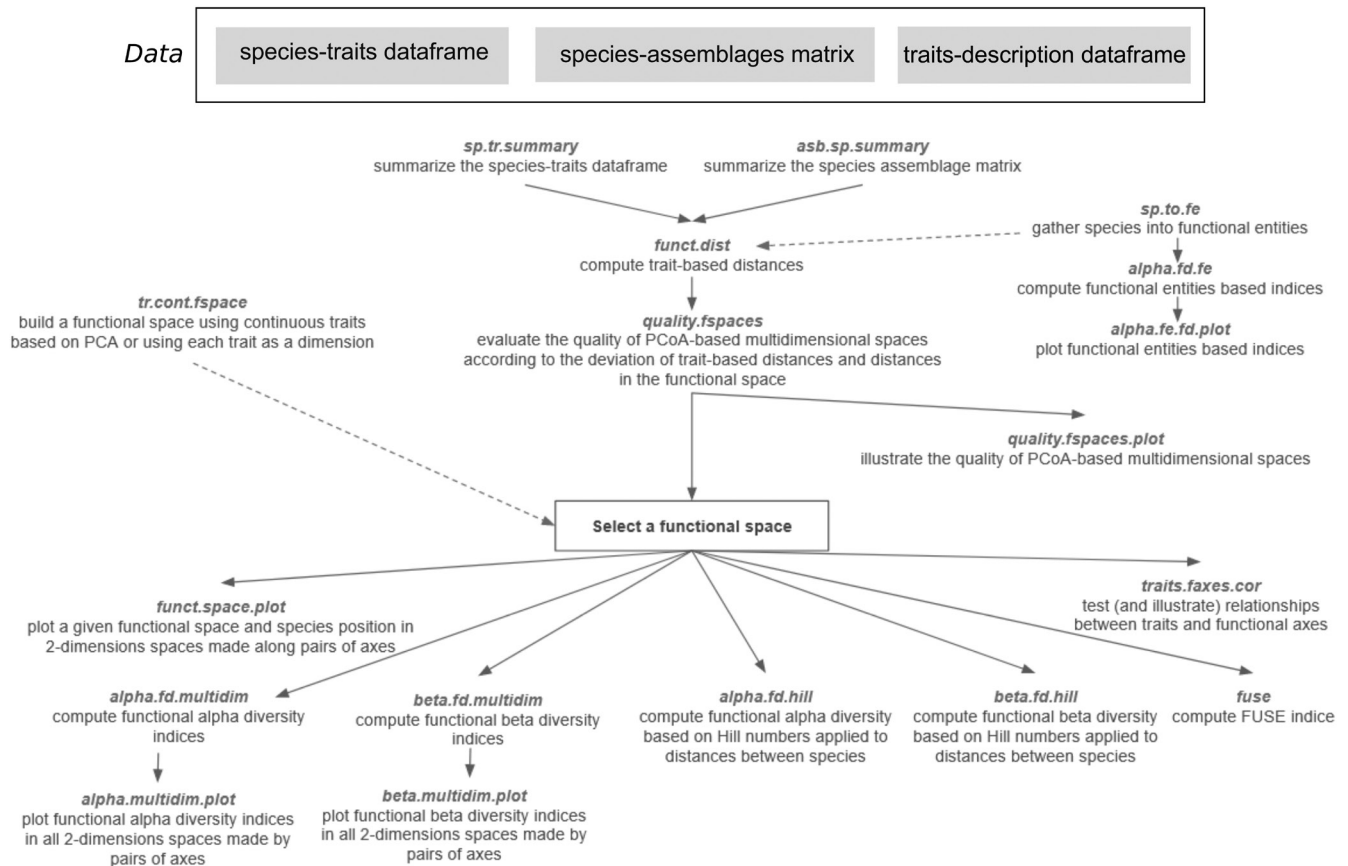 Data
species-traits dataframe
species-assemblages matrix
traits-description dataframe
sp.tr.summary
summarize the species-traits dataframe
asb.sp.summary
summarize the species assemblage matrix
sp.to.fe
gather species into functional entities
funct.dist
compute trait-based distances
alpha.fd.fe
compute functional entities based indices
alpha.fe.fd.plot
plot functional entities based indices
tr.cont.fspace
build a functional space using continuous traits
based on PCA or using each trait as a dimension
quality.fspaces
evaluate the quality of PCoA-based multidimensional spaces
according to the deviation of trait-based distances and distances
in the functional space
quality.fspaces.plot
illustrate the quality of PCoA-based multidimensional spaces
Select a functional space
funct.space.plot
plot a given functional space and species position in
2-dimensions spaces made along pairs of axes
traits.faxes.cor
test (and illustrate) relationships
between traits and functional axes
alpha.fd.multidim
compute functional alpha diversity
indices
beta.fd.multidim
compute functional beta diversity
indices
alpha.fd.hill
compute functional alpha diversity
based on Hill numbers applied to
distances between species
beta.fd.hill
compute functional beta diversity
based on Hill numbers applied to
distances between species
fuse
compute FUSE indice
alpha.multidim.plot
plot functional alpha diversity indices
in all 2-dimensions spaces made by
pairs of axes
beta.multidim.plot
plot functional beta diversity indices
in all 2-dimensions spaces made by
pairs of axes